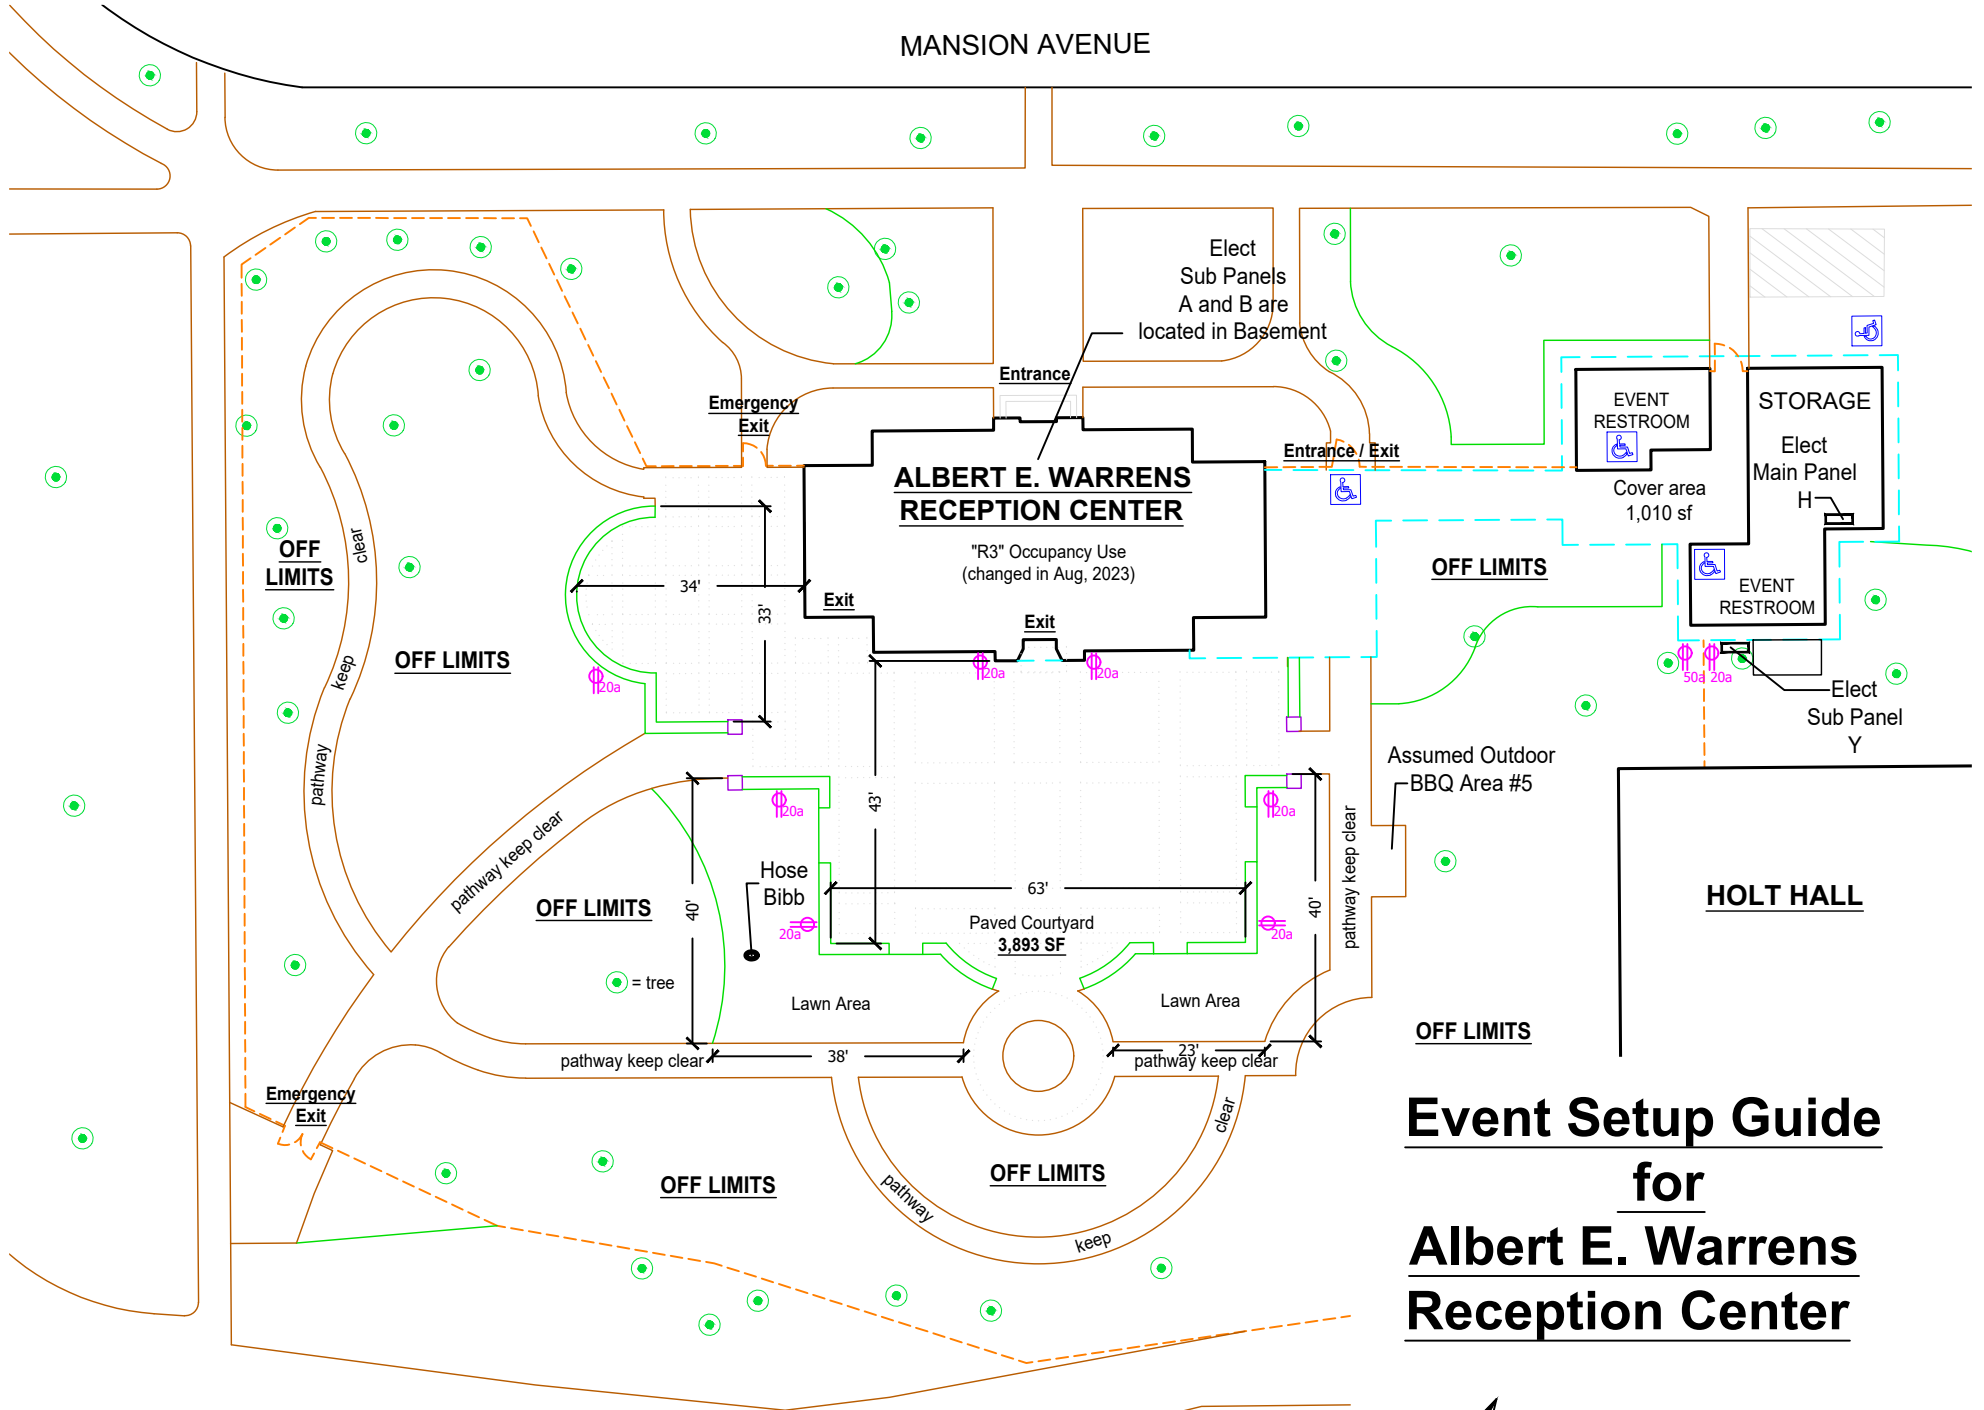 MANSION AVENUE
Elect
Sub Panels
A and B are
located in Basement
Entrance
Emergency
Exit
Entrance / Exit
EVENT
RESTROOM
STORAGE
Elect
Main Panel
H
Cover area
1,010 sf
ALBERT E. WARRENS
RECEPTION CENTER
"R3" Occupancy Use
(changed in Aug, 2023)
Exit
Exit
OFF
LIMITS
clear
keep
pathway
OFF LIMITS
34'
33'
OFF LIMITS
EVENT
RESTROOM
20a
20a
20a
50a 20a
Elect
Sub Panel
Y
Assumed Outdoor
BBQ Area #5
43'
20a
20a
pathway keep clear
40'
Hose
Bibb
OFF LIMITS
63'
Paved Courtyard
3,893 SF
20a
20a
40'
pathway keep clear
HOLT HALL
= tree
Lawn Area
Lawn Area
OFF LIMITS
pathway keep clear
38'
23'
pathway keep clear
Emergency
Exit
OFF LIMITS
OFF LIMITS
pathway
keep
clear
Event Setup Guide
for
Albert E. Warrens
Reception Center